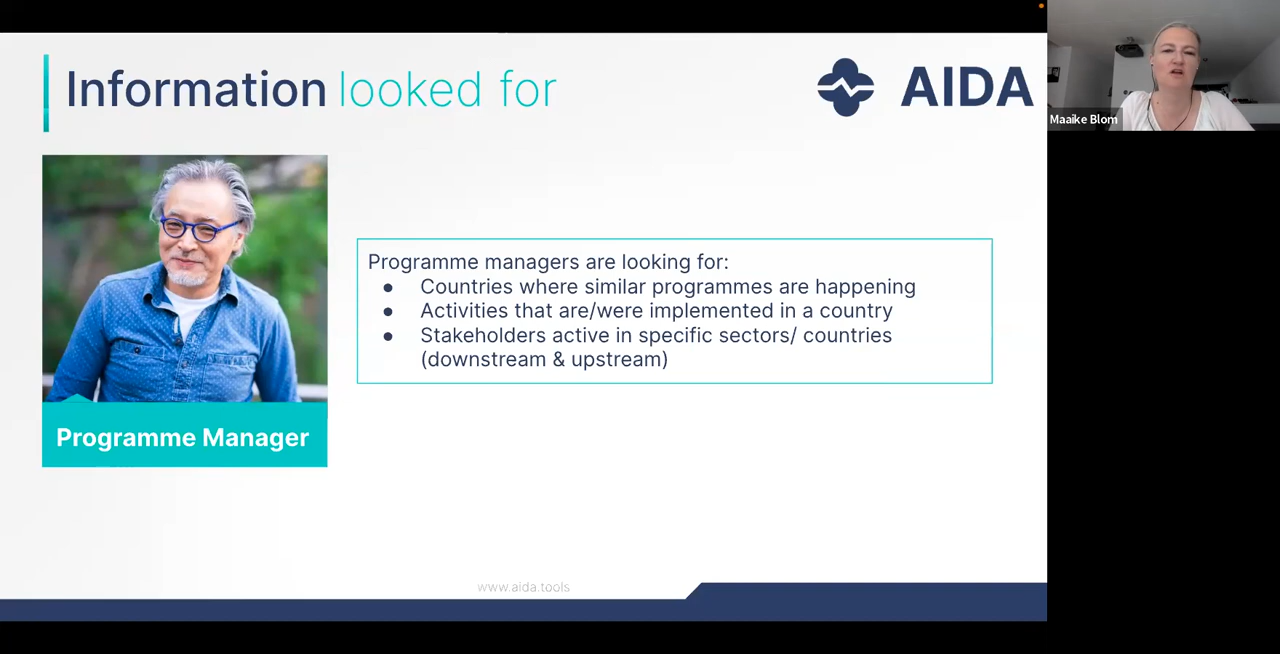 Information looked for
AIDA
Maaike Blom
Programme managers are looking for:
● Countries where similar programmes are happening
● Activities that are/were implemented in a country
● Stakeholders active in specific sectors/ countries
(downstream & upstream)
Programme Manager
www.aida.tools